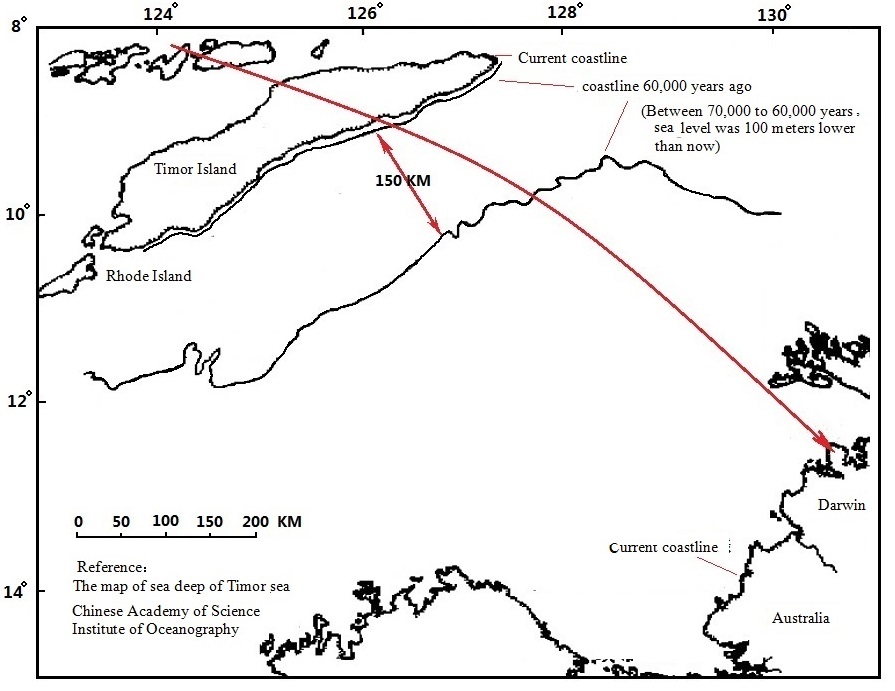 124° 126° 128° 130°
8°
Current coastline
coastline 60,000 years ago
(Between 70,000 to 60,000 years,
sea level was 100 meters lower
than now)
Timor Island
150 KM
10°
Rhode Island
12°
Darwin
0 50 100 150 200 KM
Current coastline
Reference:
The map of sea deep of Timor sea
14°
Chinese Academy of Science
Institute of Oceanography
Australia